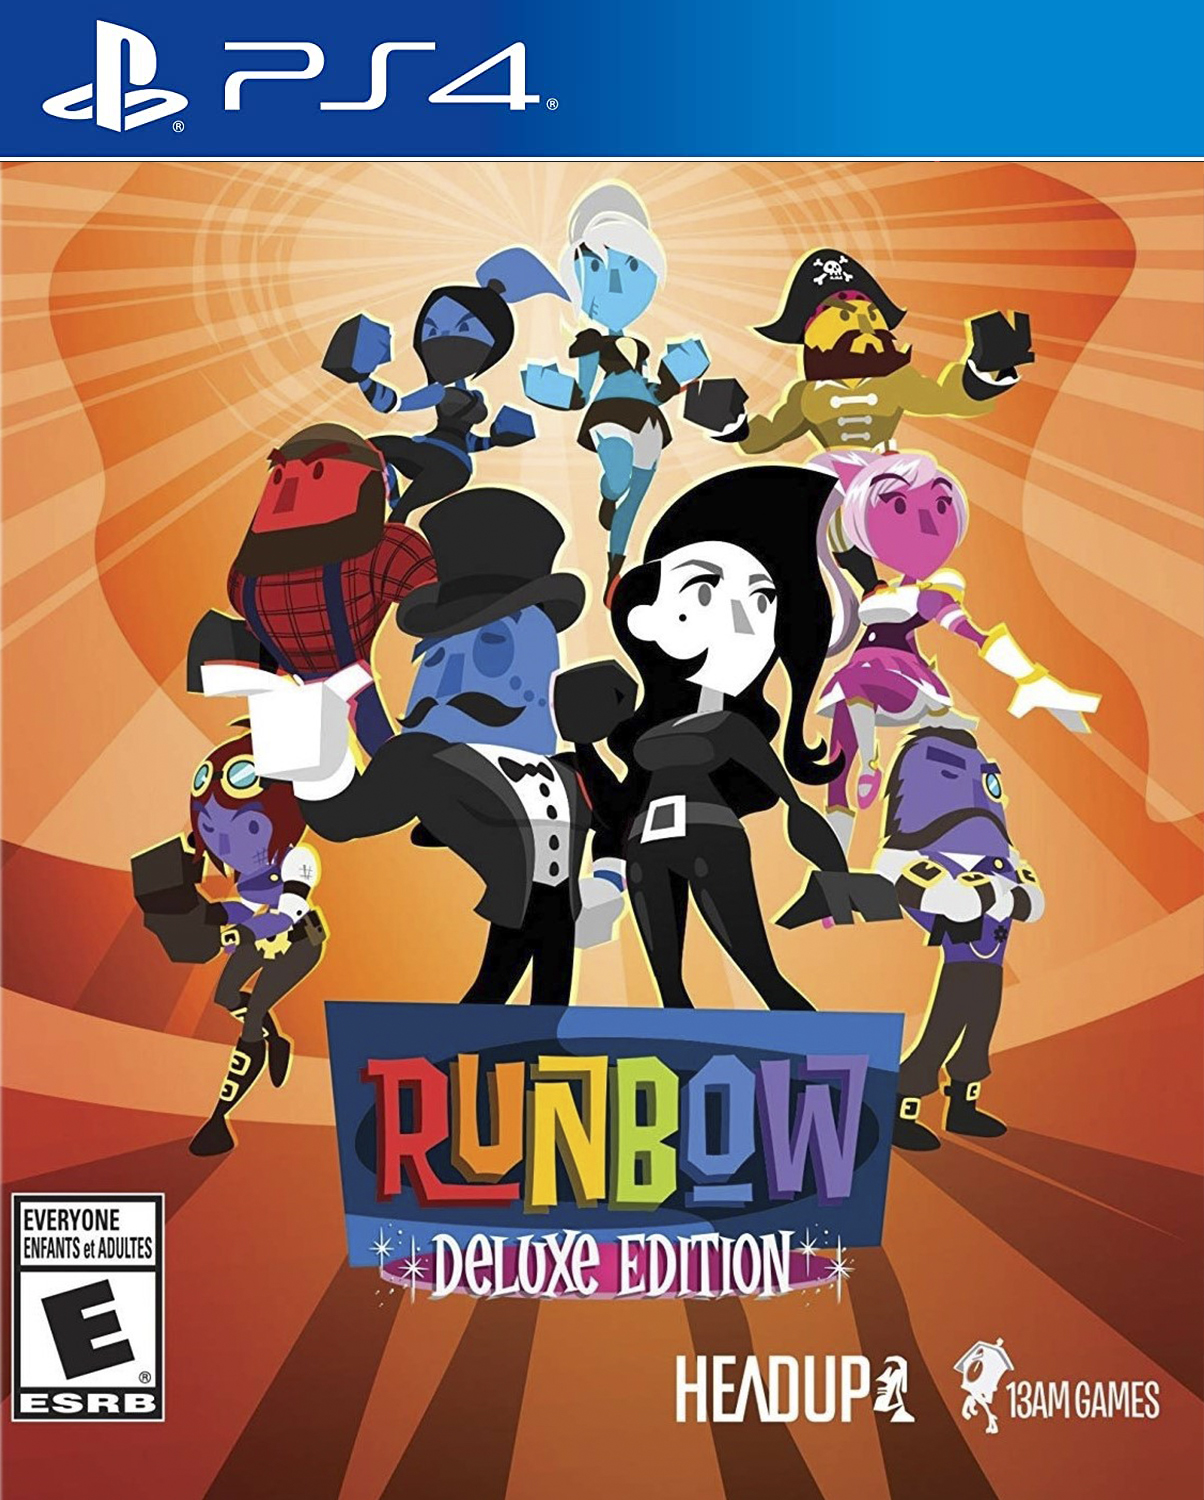 PS4®
RUNBOW
DELUXE EDITION
EVERYONE
ENFANTS et ADULTES
E
®
ESRB
HEADUP
13AM GAMES